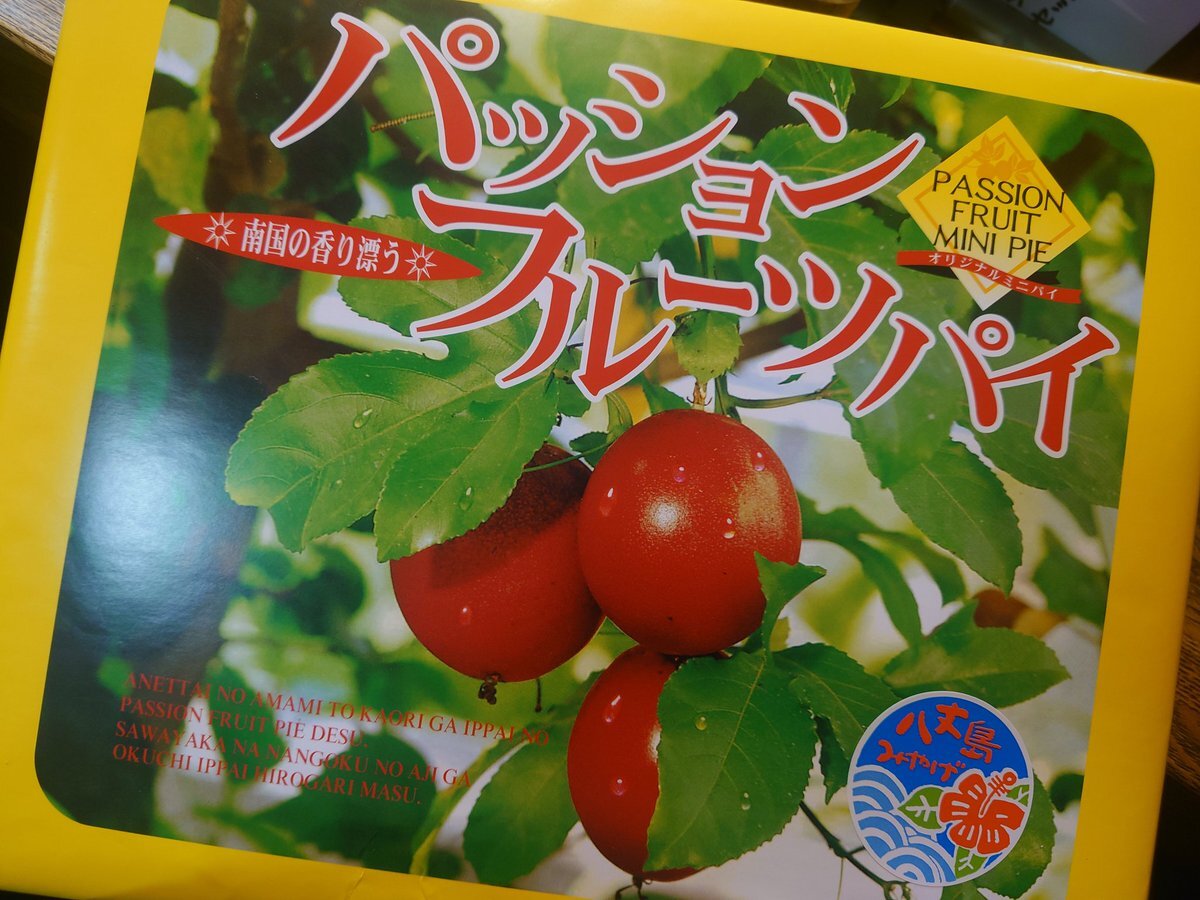 パッション
フルーツパイ
南国の香り漂う
PASSION
FRUIT
MINI PIE
オリジナルミニパイ
ANETTAI NO AMAMI TO KAORI GA IPPAI NO
PASSION FRUIT PIE DESU.
SAWAYAKA NA NANGOKU NO AJI GA
OKUCHI IPPAI HIROGARI MASU.
八丈島
みやげ